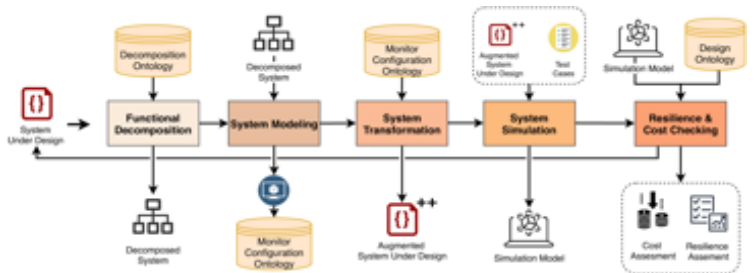 Decomposition
Ontology
Decomposed
System
Monitor
Configuration
Ontology
++
Augmented
System
Under Design
Test
Cases
Simulation Model
Design
Ontology
{}
System
Under Design
Functional
Decomposition
System Modeling
System
Transformation
System
Simulation
Resilience &
Cost Checking
Decomposed
System
Monitor
Configuration
Ontology
{}
++
Augmented
System Under Design
Simulation Model
Cost
Assesment
Resilience
Assesment